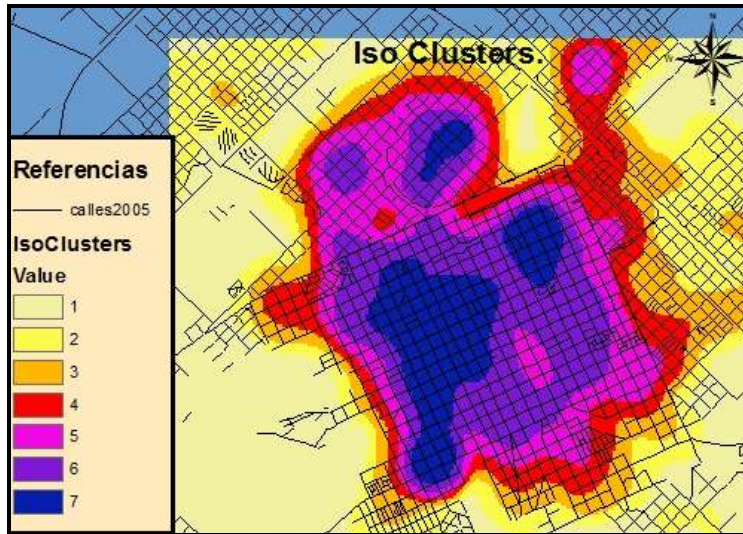 Iso Clusters.
N
W
E
S
Referencias
calles2005
IsoClusters
Value
1
2
3
4
5
6
7